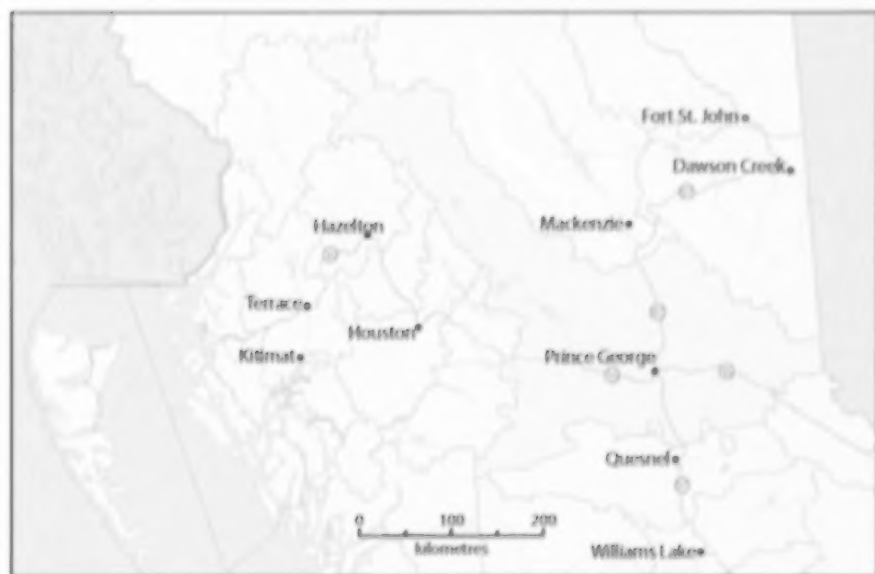 Fort St. John
Dawson Creek
Hazelton
Mackenzie
Terrace
Houston
Kitimat
Prince George
Quesnel
0 100 200
kilometres
Williams Lake